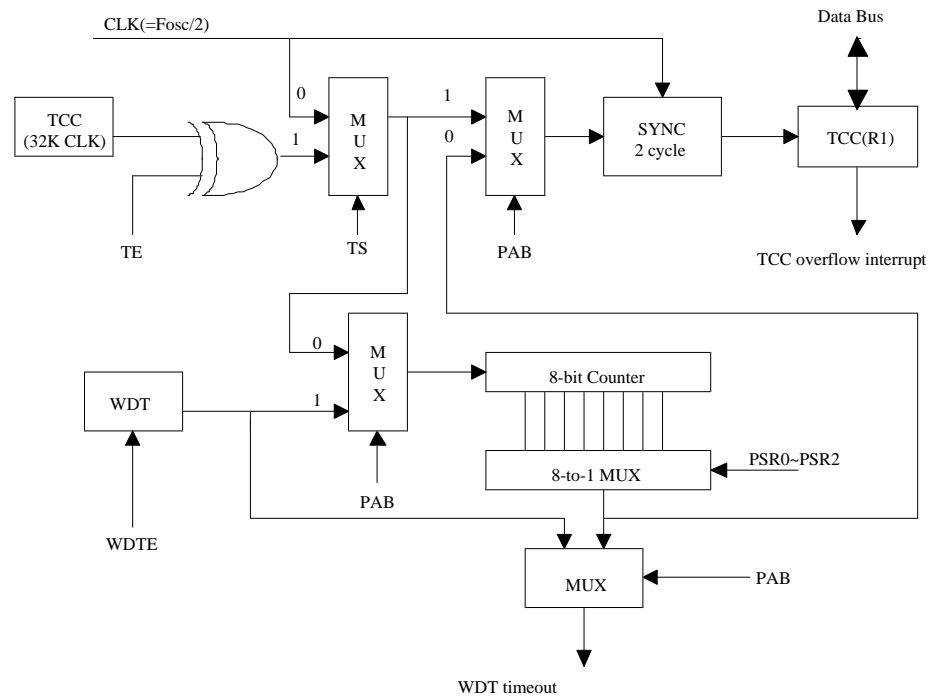 CLK(=Fosc/2)
Data Bus
TCC
(32K CLK)
0
1
M
U
X
1
0
M
U
X
SYNC
2 cycle
TCC(R1)
TE
TS
PAB
TCC overflow interrupt
0
1
M
U
X
8-bit Counter
WDT
8-to-1 MUX
PSR0~PSR2
PAB
WDTE
MUX
PAB
WDT timeout